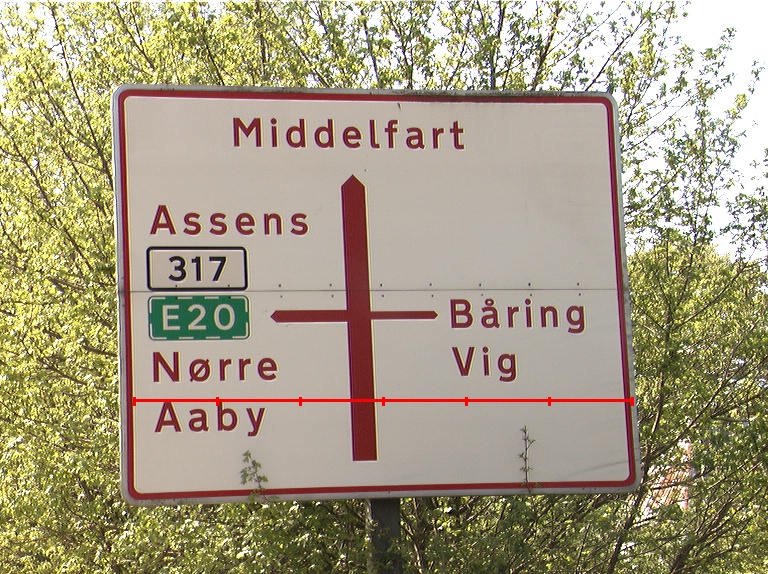 Middelfart
Assens
317
E20
Nørre
Aaby
Båring
Vig